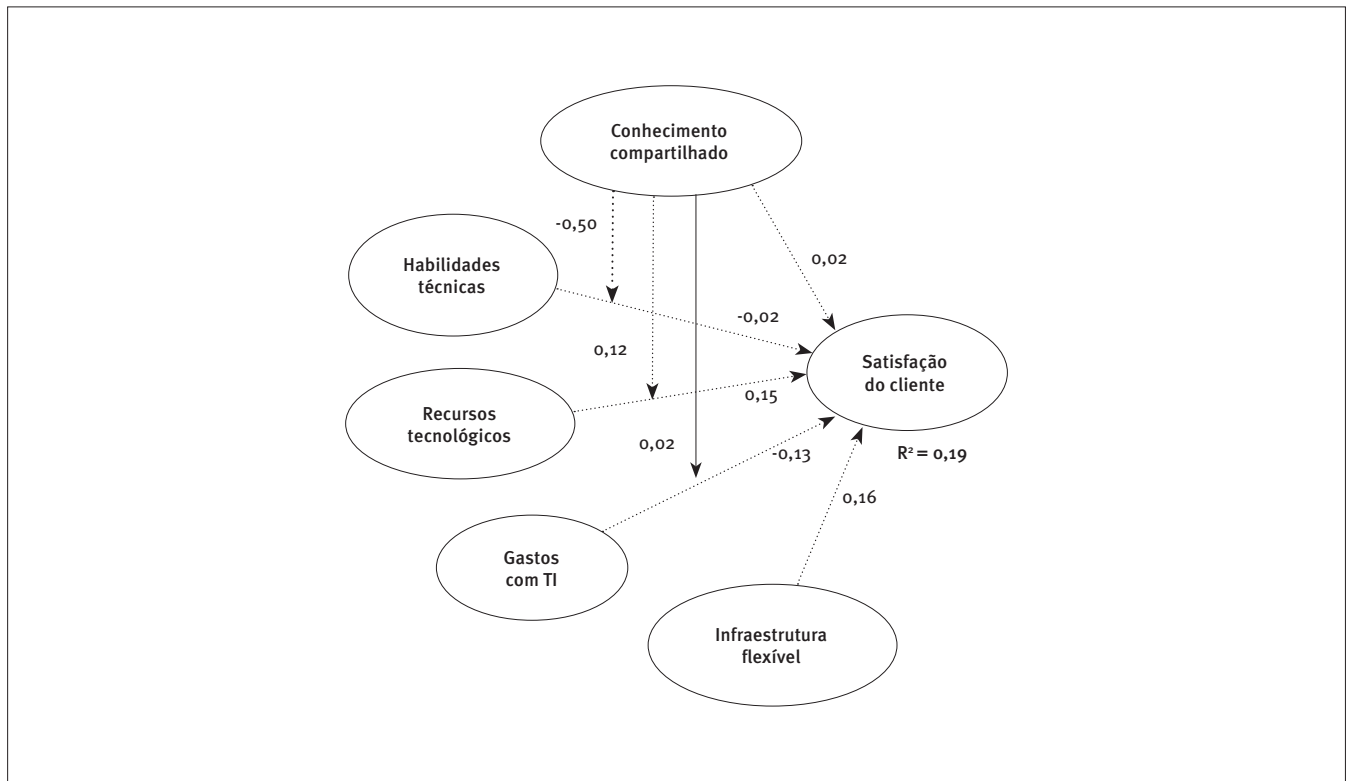 Conhecimento
compartilhado
-0,50
Habilidades
técnicas
0,02
-0,02
0,12
Satisfação
do cliente
Recursos
tecnológicos
0,15
0,02
-0,13
R² = 0,19
0,16
Gastos
com TI
Infraestrutura
flexível